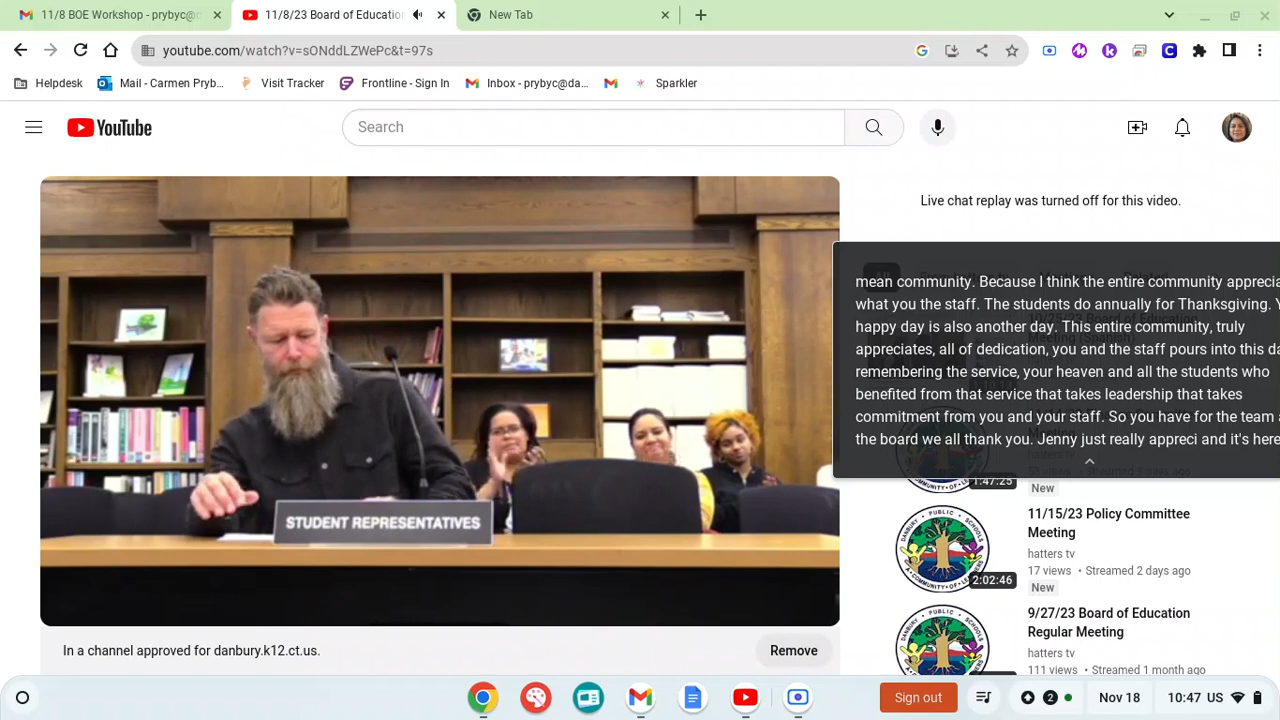 11/8 BOE Workshop - prybyc@
11/8/23 Board of Education
New Tab
youtube.com/watch?v=sONddLZWePc&t=97s
Helpdesk
Mail - Carmen Pryb...
Visit Tracker
Frontline - Sign In
Inbox - prybyc@da...
Sparkler
YouTube
Search
Live chat replay was turned off for this video.
mean community. Because I think the entire community apprecia
what you the staff. The students do annually for Thanksgiving. Y
happy day is also another day. This entire community, truly
appreciates, all of dedication, you and the staff pours into this da
remembering the service, your heaven and all the students who
benefited from that service that takes leadership that takes
commitment from you and your staff. So you have for the team
the board we all thank you. Jenny just really appreci and it's here
STUDENT REPRESENTATIVES
1:47:25
New
11/15/23 Policy Committee
Meeting
hatters tv
17 views • Streamed 2 days ago
2:02:46
New
9/27/23 Board of Education
Regular Meeting
hatters tv
111 views • Streamed 1 month ago
In a channel approved for danbury.k12.ct.us.
Remove
Sign out
2
Nov 18
10:47 US